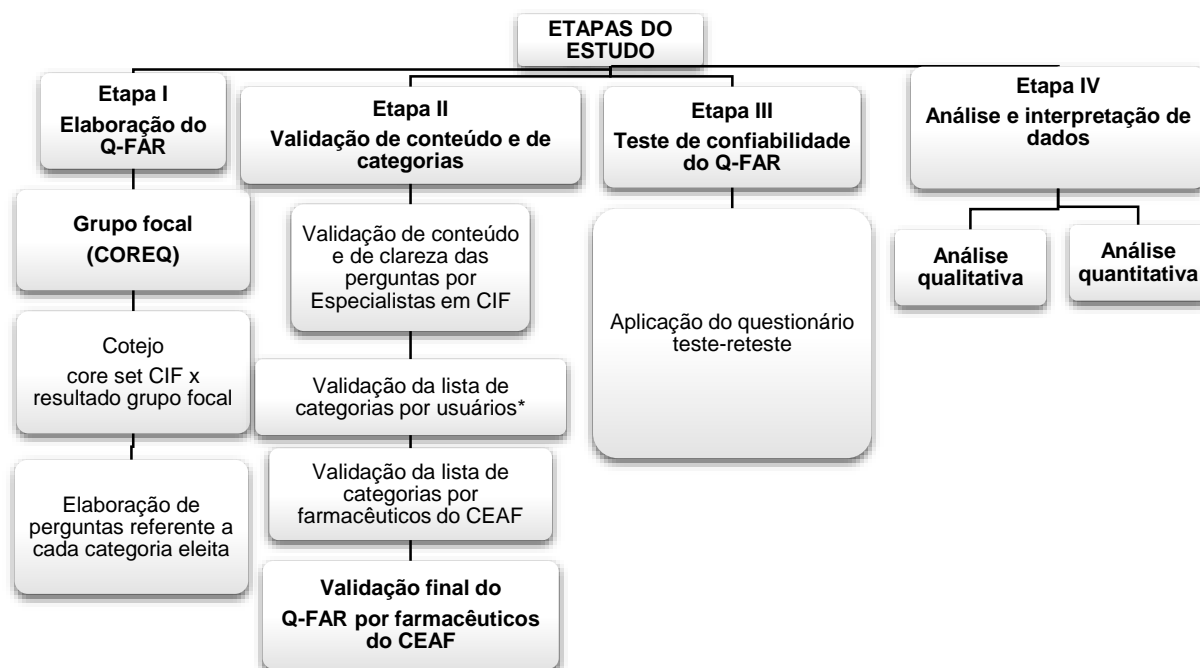 ETAPAS DO
ESTUDO
Etapa I
Elaboração do
Q-FAR
Grupo focal
(COREQ)
Cotejo
core set CIF x
resultado grupo focal
Elaboração de
perguntas referente a
cada categoria eleita
Etapa II
Validação de conteúdo e de
categorias
Validação de conteúdo
e de clareza das
perguntas por
Especialistas em CIF
Validação da lista de
categorias por usuários*
Validação da lista de
categorias por
farmacêuticos do CEAF
Validação final do
Q-FAR por farmacêuticos
do CEAF
Etapa III
Teste de confiabilidade
do Q-FAR
Aplicação do questionário
teste-reteste
Etapa IV
Análise e interpretação de
dados
Análise
qualitativa
Análise
quantitativa